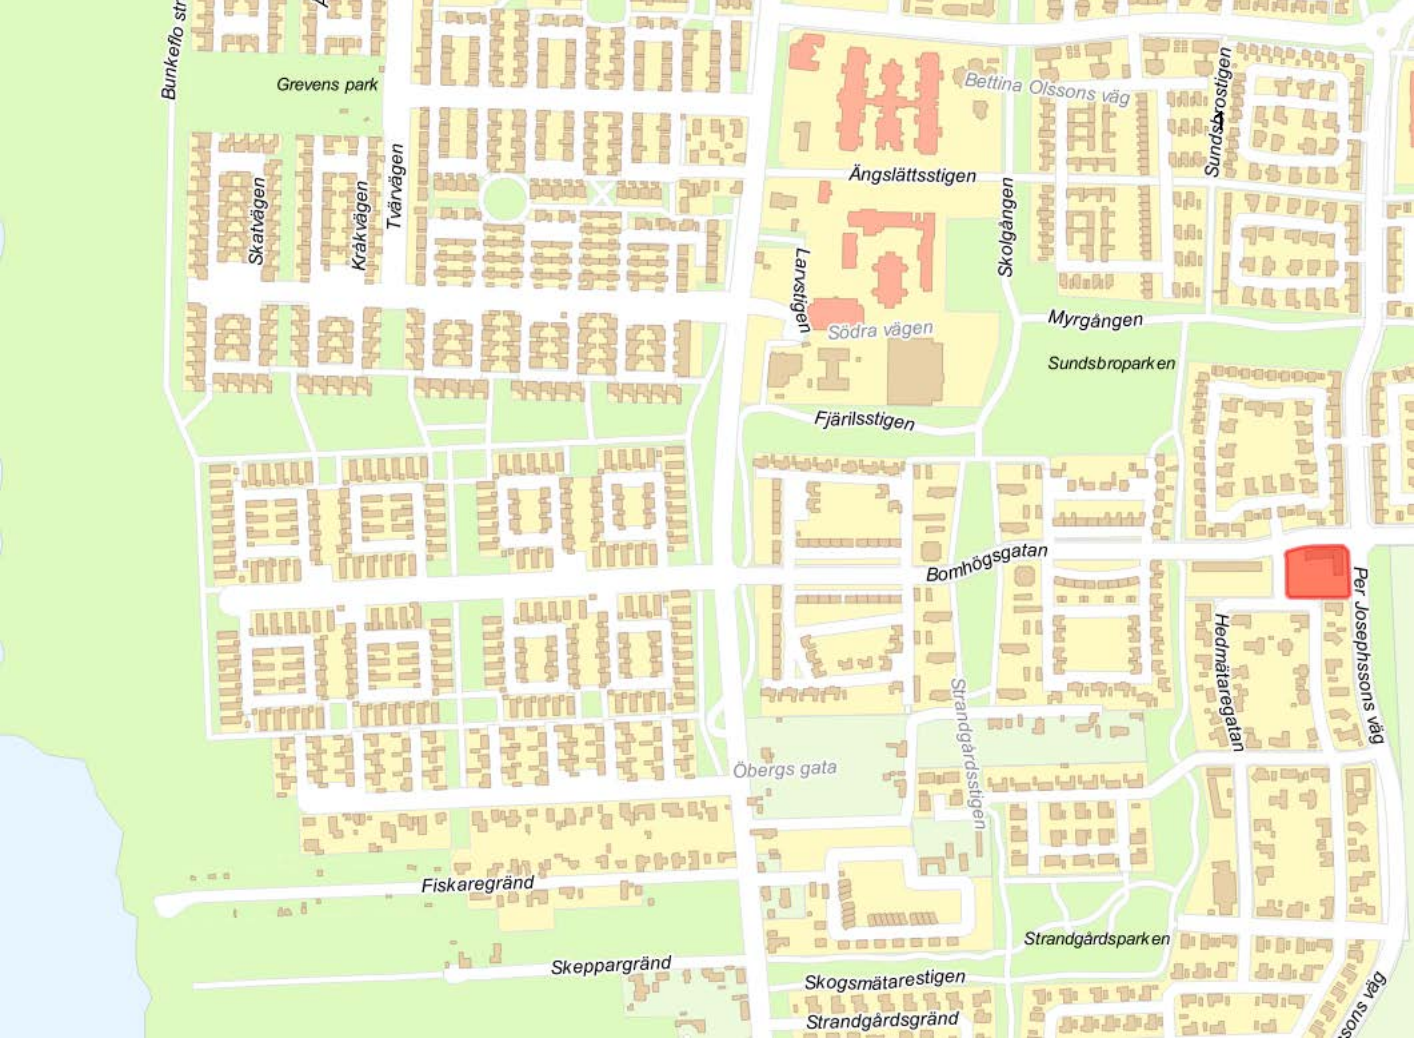 Bunkeflo str
Grevens park
Bettina Olssons väg
Sundsbrostigen
Skatvägen
Kråkvägen
Tvärvägen
Ängslättsstigen
Skolgången
Larvstigen
Södra vägen
Myrgången
Sundsbroparken
Fjärilsstigen
Bomhögsgatan
Per Josephssons väg
Hedmätaregatan
Strandgårdsstigen
Öbergs gata
Fiskaregränd
Strandgårdsparken
Skeppargränd
Skogsmätarestigen
Strandgårdsgränd
sons väg